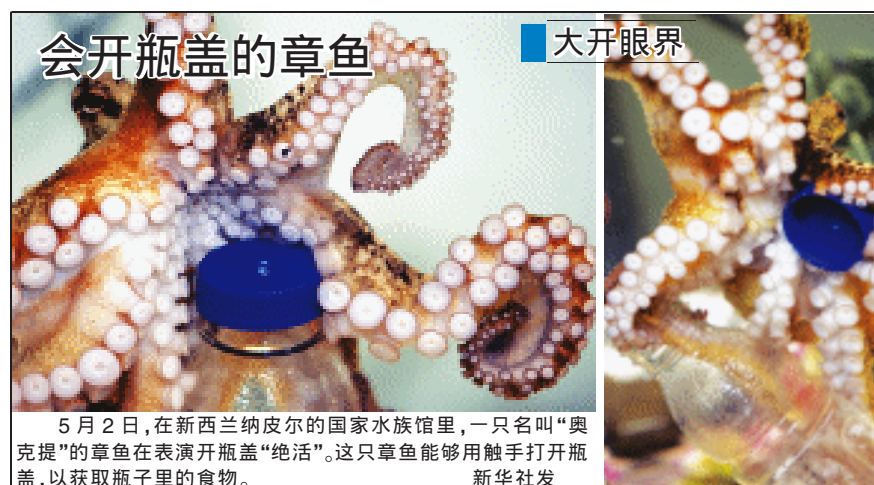 会开瓶盖的章鱼
大开眼界
5月2日,在新西兰纳皮尔的国家水族馆里,一只名叫“奥
克提”的章鱼在表演开瓶盖“绝活”。这只章鱼能够用触手打开瓶
盖,以获取瓶子里的食物。 新华社发